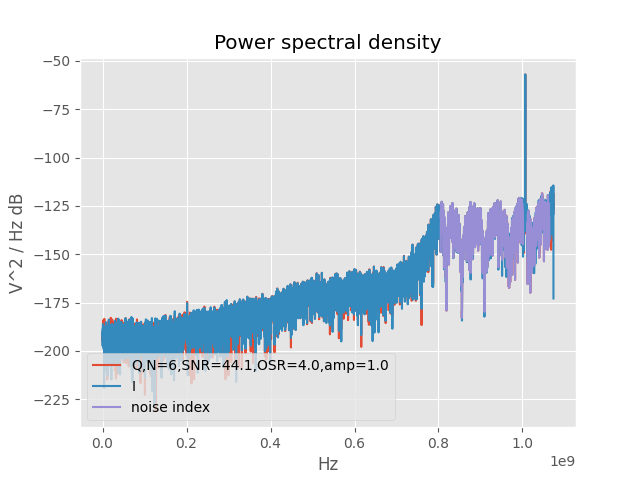 Power spectral density
V^2 / Hz dB
−50
−75
−100
−125
−150
−175
−200
−225
Q,N=6,SNR=44.1,OSR=4.0,amp=1.0
I
noise index
0.0 0.2 0.4 0.6 0.8 1.0
1e9
Hz